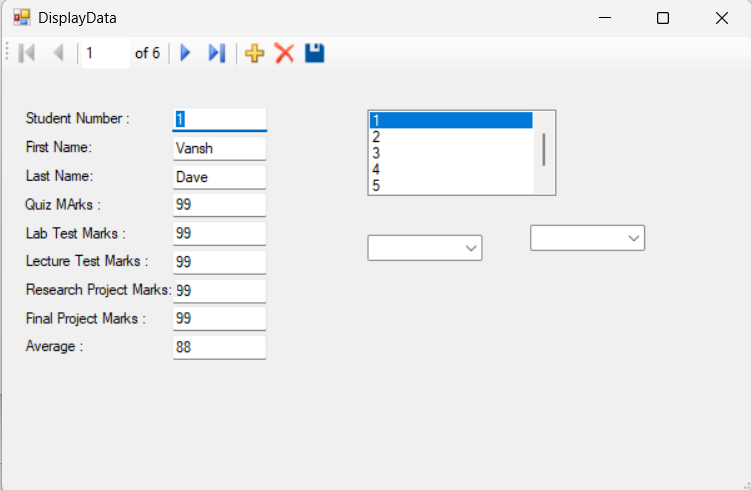 DisplayData
1 of 6
Student Number : 1
First Name: Vansh
Last Name: Dave
Quiz MArks : 99
Lab Test Marks : 99
Lecture Test Marks : 99
Research Project Marks: 99
Final Project Marks : 99
Average : 88
1
2
3
4
5